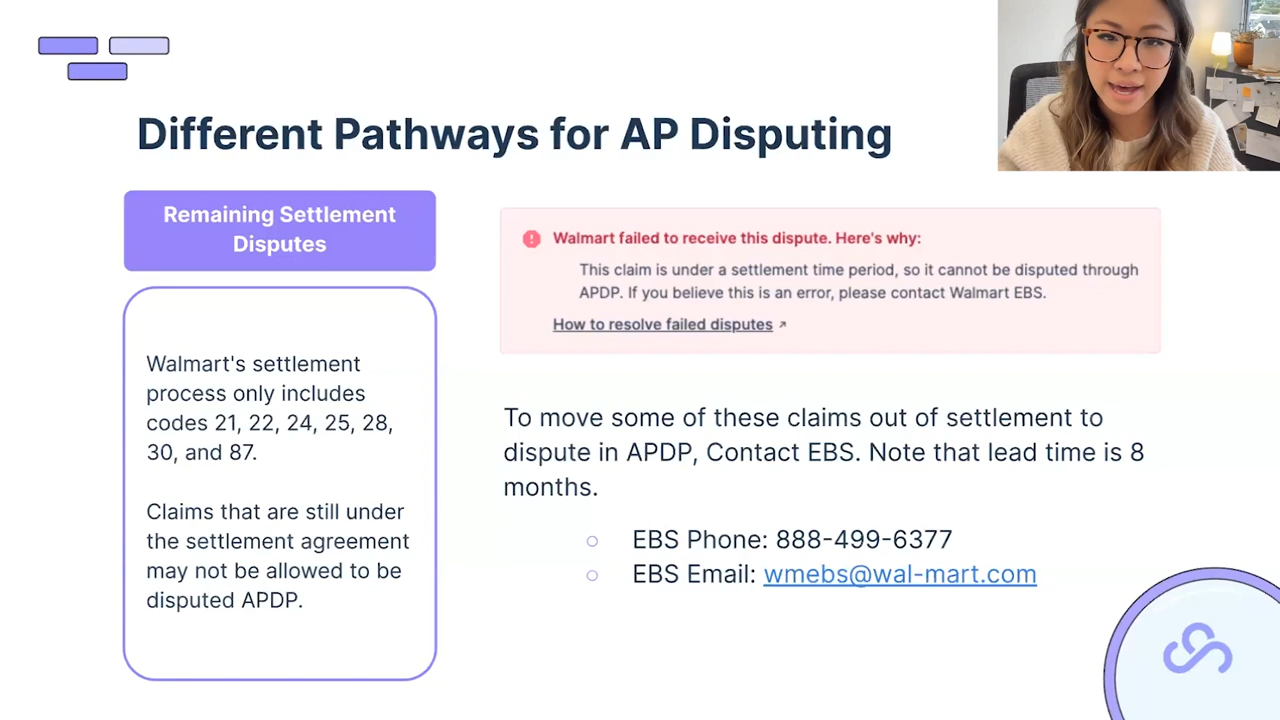 Different Pathways for AP Disputing
Remaining Settlement
Disputes
Walmart's settlement
process only includes
codes 21, 22, 24, 25, 28,
30, and 87.
Claims that are still under
the settlement agreement
may not be allowed to be
disputed APDP.
Walmart failed to receive this dispute. Here's why:
This claim is under a settlement time period, so it cannot be disputed through
APDP. If you believe this is an error, please contact Walmart EBS.
How to resolve failed disputes ↗
To move some of these claims out of settlement to
dispute in APDP, Contact EBS. Note that lead time is 8
months.
○ EBS Phone: 888-499-6377
○ EBS Email: wmebs@wal-mart.com